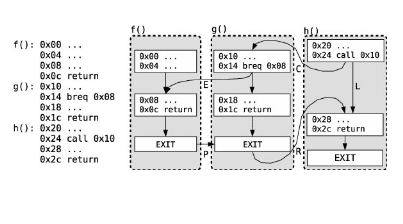 f(): 0x00 ...
0x04 ...
0x08 ...
0x0c return
g(): 0x10 ...
0x14 breq 0x08
0x18 ...
0x1c return
h(): 0x20 ...
0x24 call 0x10
0x28 ...
0x2c return
f()
0x00 ...
0x04 ...
0x08 ...
0x0c return
EXIT
g()
0x10 ...
0x14 breq 0x08
0x18 ...
0x1c return
EXIT
h()
0x20 ...
0x24 call 0x10
0x28 ...
0x2c return
EXIT
C
E
L
P
R